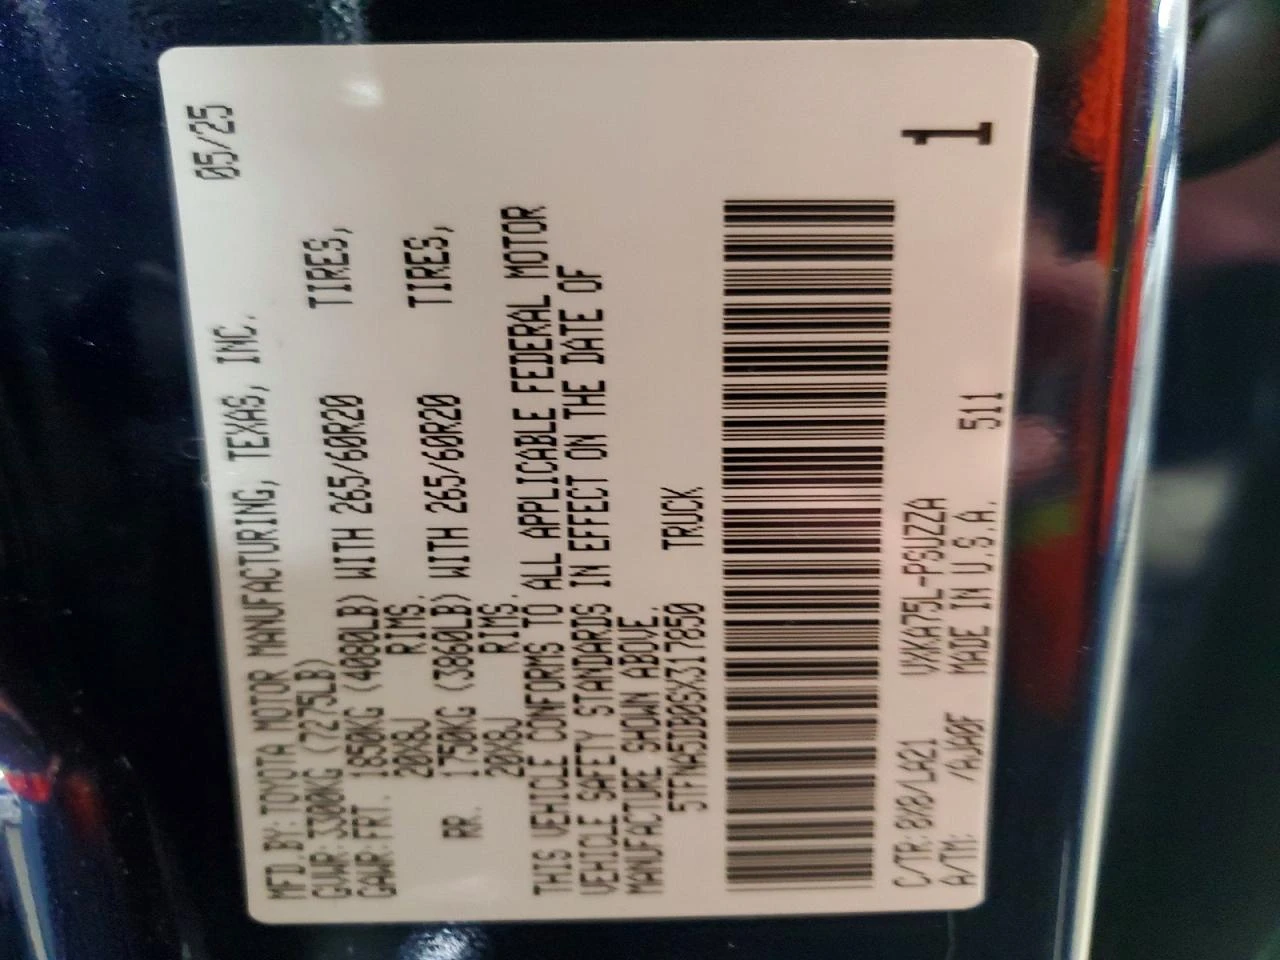 MFD.BY:TOYOTA MOTOR MANUFACTURING, TEXAS, INC. 05/25
GVWR:3300KG (7275LB)
GAWR:FRT. 1850KG (4080LB) WITH 265/60R20 TIRES,
20X8J RIMS.
RR. 1750KG (3860LB) WITH 265/60R20 TIRES,
20X8J RIMS.
THIS VEHICLE CONFORMS TO ALL APPLICABLE FEDERAL MOTOR
VEHICLE SAFETY STANDARDS IN EFFECT ON THE DATE OF
MANUFACTURE SHOWN ABOVE.
5TFNA5DB0SX317850 TRUCK
C/TR:8X8/LA21 VXKA75L-PSUZZA
A/TM: /AJA0F MADE IN U.S.A. 511
1